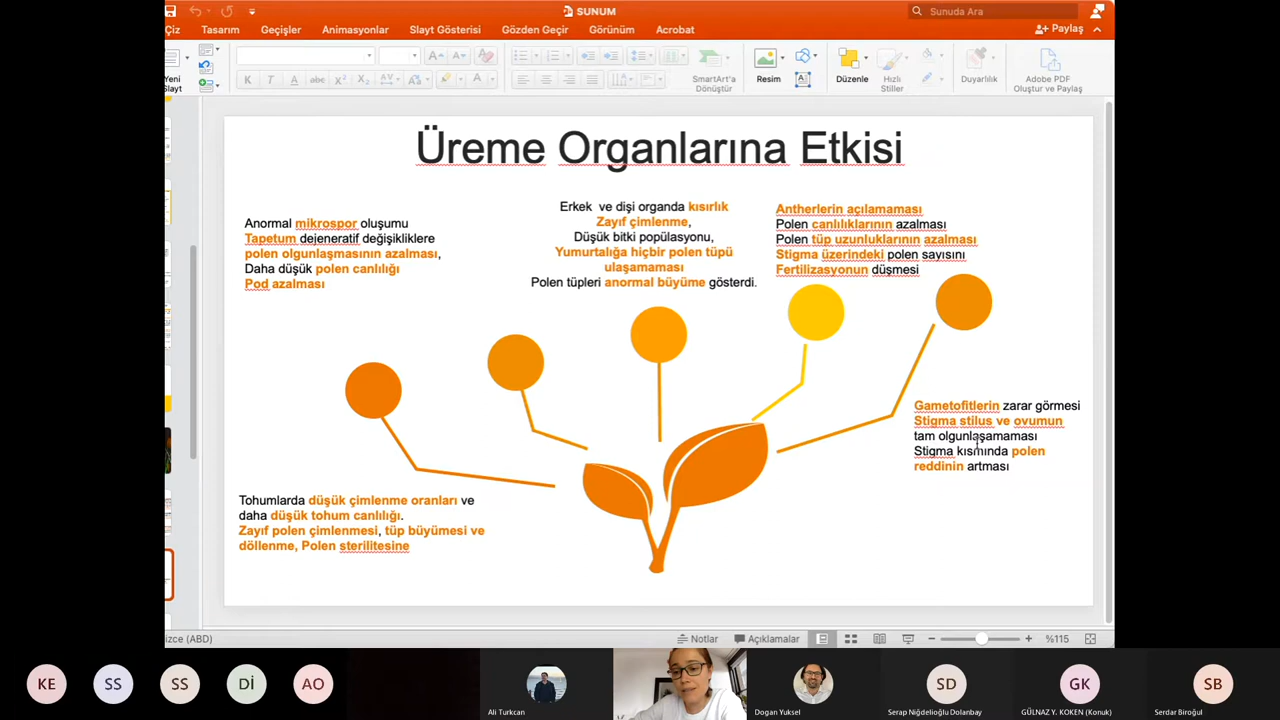 SUNUM
Sunuda Ara
Çiz Tasarım Geçişler Animasyonlar Slayt Gösterisi Gözden Geçir Görünüm Acrobat
Paylaş
Yeni
Slayt
K T A abc X² X₂ AV Aa A
SmartArt'a
Dönüştür
Resim
Düzenle
Hızlı
Stiller
Duyarlılık
Adobe PDF
Oluştur ve Paylaş
Üreme Organlarına Etkisi
Anormal mikrospor oluşumu
Tapetum dejeneratif değişikliklere
polen olgunlaşmasının azalması,
Daha düşük polen canlılığı
Pod azalması
Erkek ve dişi organda kısırlık
Zayıf çimlenme,
Düşük bitki popülasyonu,
Yumurtalığa hiçbir polen tüpü
ulaşamaması
Polen tüpleri anormal büyüme gösterdi.
Antherlerin açılamaması
Polen canlılıklarının azalması
Polen tüp uzunluklarının azalması
Stigma üzerindeki polen sayısını
Fertilizasyonun düşmesi
Gametofitlerin zarar görmesi
Stigma stilus ve ovumun
tam olgunlaşamaması
Stigma kısmında polen
reddinin artması
Tohumlarda düşük çimlenme oranları ve
daha düşük tohum canlılığı.
Zayıf polen çimlenmesi, tüp büyümesi ve
döllenme, Polen sterilitesine
izce (ABD)
Notlar
Açıklamalar
%115
KE
SS
SS
Dİ
AO
Ali Turkcan
Dogan Yuksel
SD
Serap Niğdelioğlu Dolanbay
GK
GÜLNAZ Y. KOKEN (Konuk)
SB
Serdar Biroğul